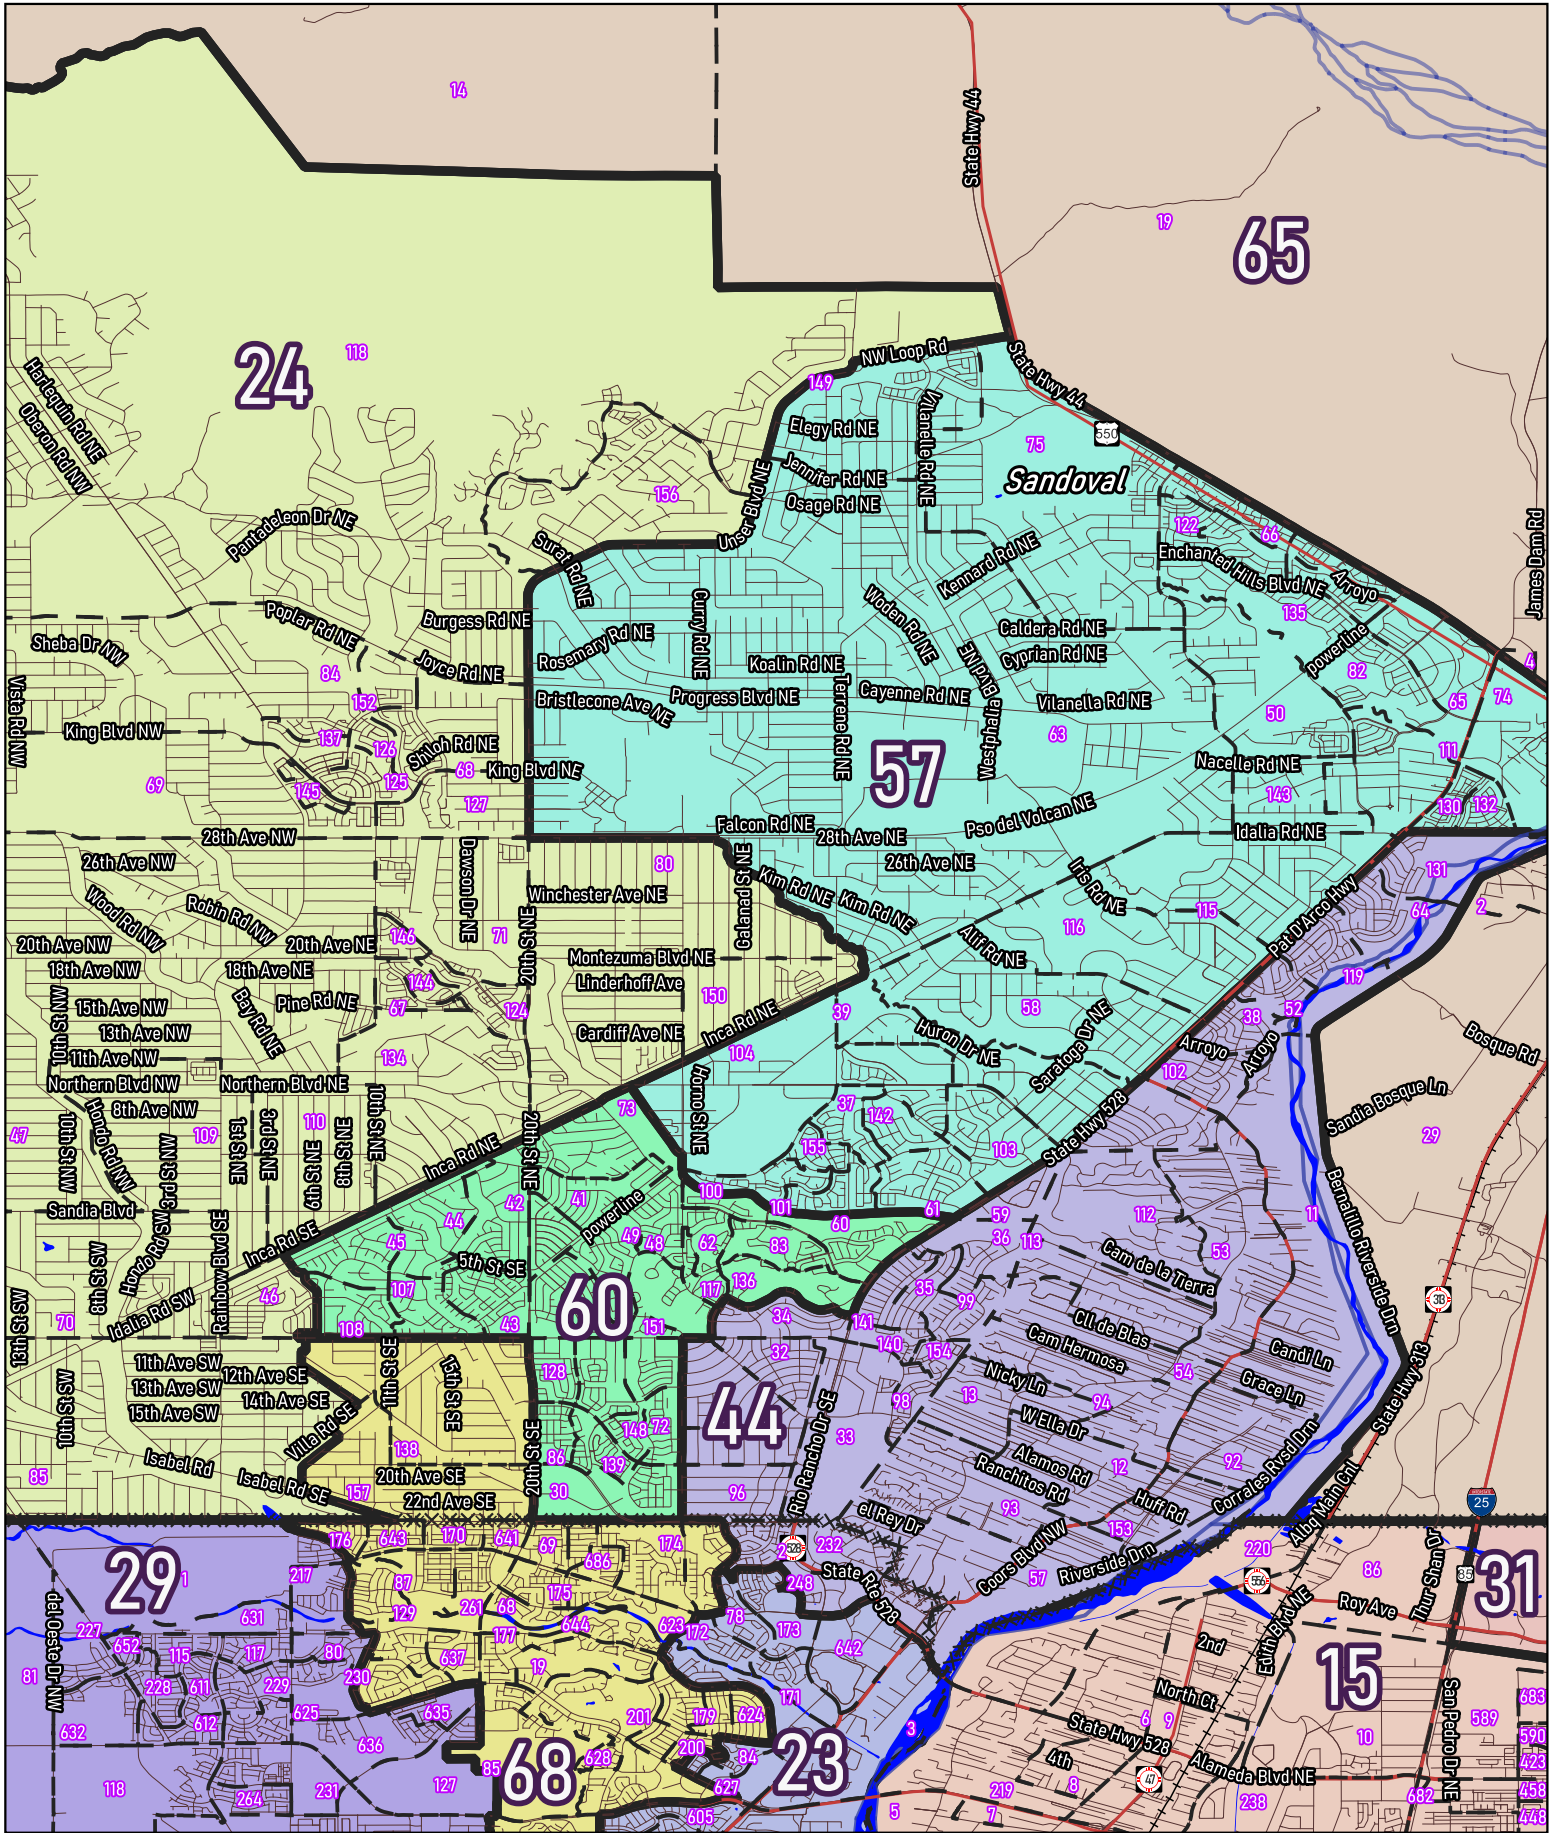 14
State Hwy 44
19
65
118
24
149
NW Loop Rd
State Hwy 44
Harlequin Rd NE
Oberon Rd NW
Elegy Rd NE
Vilanelle Rd NE
75
550
Sandoval
Jennifer Rd NE
156
Osage Rd NE
Unser Blvd NE
Pantadeleon Dr NE
122
66
James Dam Rd
Surat Rd NE
Kennard Rd NE
Enchanted Hills Blvd NE
Arroyo
Curry Rd NE
Woden Rd NE
135
Poplar Rd NE
Burgess Rd NE
Caldera Rd NE
Sheba Dr NW
Rosemary Rd NE
Koalin Rd NE
Cyprian Rd NE
powerline
4
Joyce Rd NE
84
82
Vista Rd NW
152
Bristlecone Ave NE
Progress Blvd NE
Cayenne Rd NE
Westphalia Blvd NE
Vilanella Rd NE
65
74
King Blvd NW
137
126
Shiloh Rd NE
Terrene Rd NE
63
50
111
69
145
125
68
King Blvd NE
57
Nacelle Rd NE
127
143
130
132
28th Ave NW
Falcon Rd NE
28th Ave NE
Pso del Volcan NE
Idalia Rd NE
26th Ave NW
Dawson Dr NE
80
Galanad St NE
26th Ave NE
131
Wood Rd NW
Robin Rd NW
Winchester Ave NE
Kim Rd NE
Kim Rd NE
Iris Rd NE
115
Pat D'Arco Hwy
64
2
20th Ave NW
20th Ave NE
146
71
20th St NE
116
18th Ave NW
18th Ave NE
Montezuma Blvd NE
Alif Rd NE
144
Linderhoff Ave
119
15th Ave NW
Pine Rd NE
67
124
150
39
58
38
52
10th St NW
13th Ave NW
Bay Rd NE
Cardiff Ave NE
Inca Rd NE
Huron Dr NE
Saratoga Dr NE
Arroyo
Arroyo
Bosque Rd
11th Ave NW
134
104
102
Northern Blvd NW
Northern Blvd NE
Horno St NE
Sandia Bosque Ln
8th Ave NW
Hondo Rd NW
10th St NW
47
109
3rd St NW
1st St NE
3rd St NE
110
6th St NE
8th St NE
10th St NE
20th St NE
73
37
142
State Hwy 528
29
155
103
Inca Rd NE
Sandia Blvd
42
41
100
101
60
61
Bernalillo Riverside Drn
Hondo Rd SW
Rainbow Blvd SE
44
powerline
59
112
11
Inca Rd SE
45
49
48
62
83
36
113
53
8th St SW
5th St SE
136
Cam de la Tierra
107
117
35
99
Idalia Rd SW
46
60
34
313
70
13th St SW
108
43
151
141
Cll de Blas
State Hwy 313
32
140
154
Cam Hermosa
Candi Ln
11th Ave SW
12th Ave SE
11th St SE
15th St SE
128
54
Nicky Ln
Grace Ln
13th Ave SW
14th Ave SE
98
13
94
10th St SW
15th Ave SW
Villa Rd SE
44
Rio Rancho Dr SE
W Ella Dr
138
20th St SE
148
72
33
Isabel Rd
86
139
Alamos Rd
12
92
85
Isabel Rd SE
20th Ave SE
Ranchitos Rd
Corrales Rvsd Drn
157
22nd Ave SE
30
96
93
Huff Rd
Albq Main Cnl
25
el Rey Dr
Coors Blvd NW
153
176
643
170
641
69
174
686
528
232
220
86
29
1
217
87
175
248
State Rte 528
57
Riverside Drn
556
85
31
del Oeste Dr NW
227
631
129
261
68
644
78
Roy Ave
Thur Shan D
652
115
117
80
177
623
172
173
642
2nd
Edith Blvd NE
81
228
611
229
230
637
19
171
15
612
625
635
201
179
624
North Ct
San Pedro Dr NE
683
632
636
200
3
6
9
State Hwy 528
10
589
590
118
264
231
127
85
68
628
84
23
4th
47
Alameda Blvd NE
423
627
219
8
682
458
605
5
7
238
448